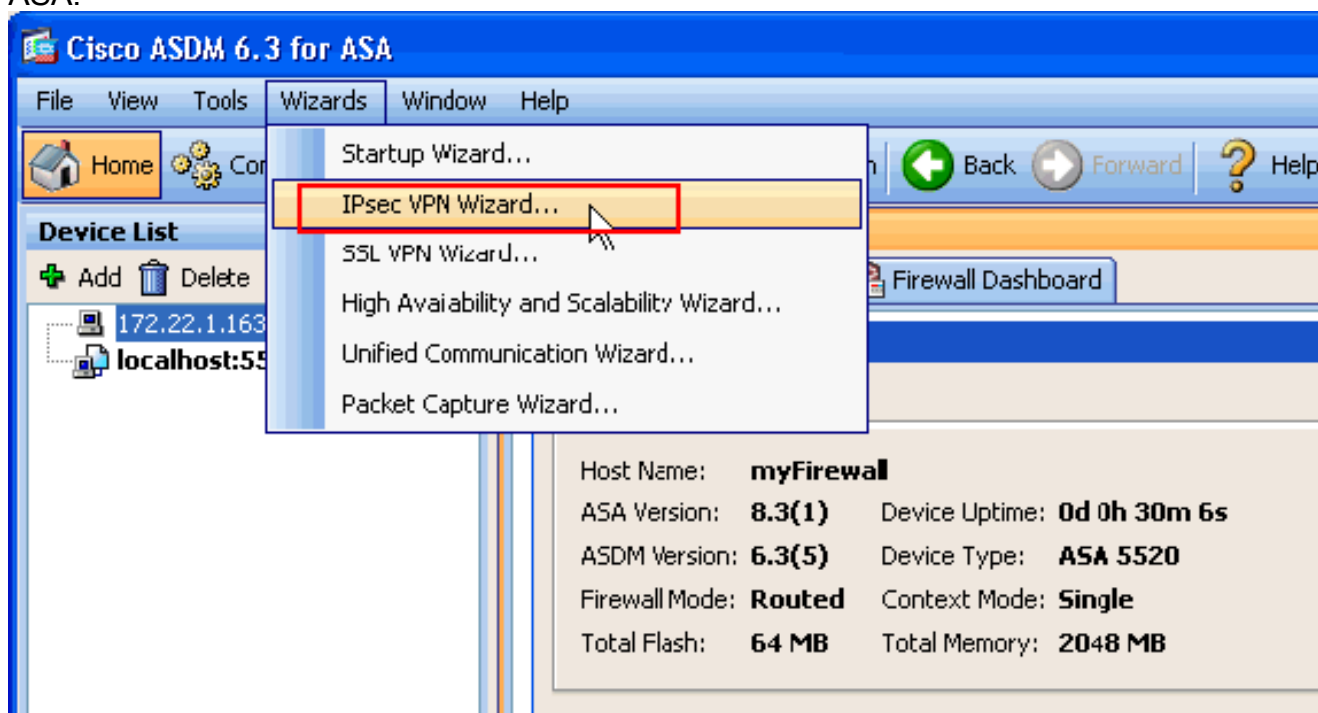 ASA.
Cisco ASDM 6.3 for ASA
File View Tools Wizards Window Help
Home Back Forward Help
Startup Wizard...
IPsec VPN Wizard...
SSL VPN Wizard...
High Avaiability and Scalability Wizard...
Unified Communication Wizard...
Packet Capture Wizard...
Device List
Add Delete
Firewall Dashboard
172.22.1.163
localhost:55
Host Name: myFirewall
ASA Version: 8.3(1) Device Uptime: 0d 0h 30m 6s
ASDM Version: 6.3(5) Device Type: ASA 5520
Firewall Mode: Routed Context Mode: Single
Total Flash: 64 MB Total Memory: 2048 MB